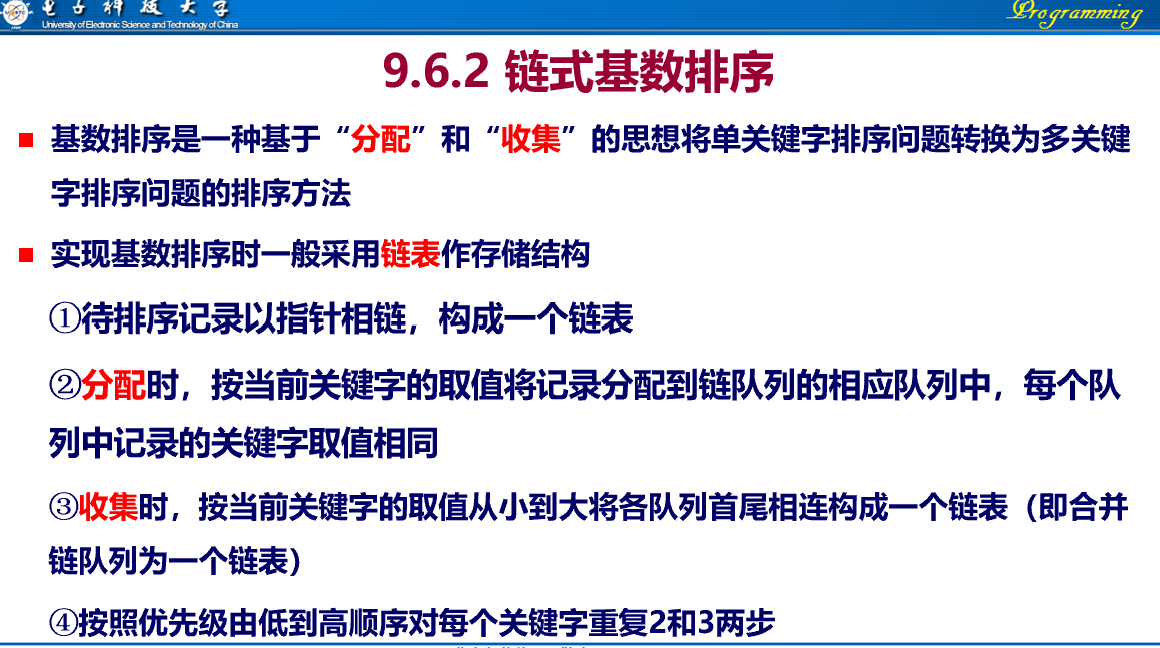 电子科技大学
University of Electronic Science and Technology of China
Programming
9.6.2 链式基数排序
基数排序是一种基于“分配”和“收集”的思想将单关键字排序问题转换为多关键
字排序问题的排序方法
实现基数排序时一般采用链表作存储结构
①待排序记录以指针相链，构成一个链表
②分配时，按当前关键字的取值将记录分配到链队列的相应队列中，每个队
列中记录的关键字取值相同
③收集时，按当前关键字的取值从小到大将各队列首尾相连构成一个链表（即合并
链队列为一个链表）
④按照优先级由低到高顺序对每个关键字重复2和3两步